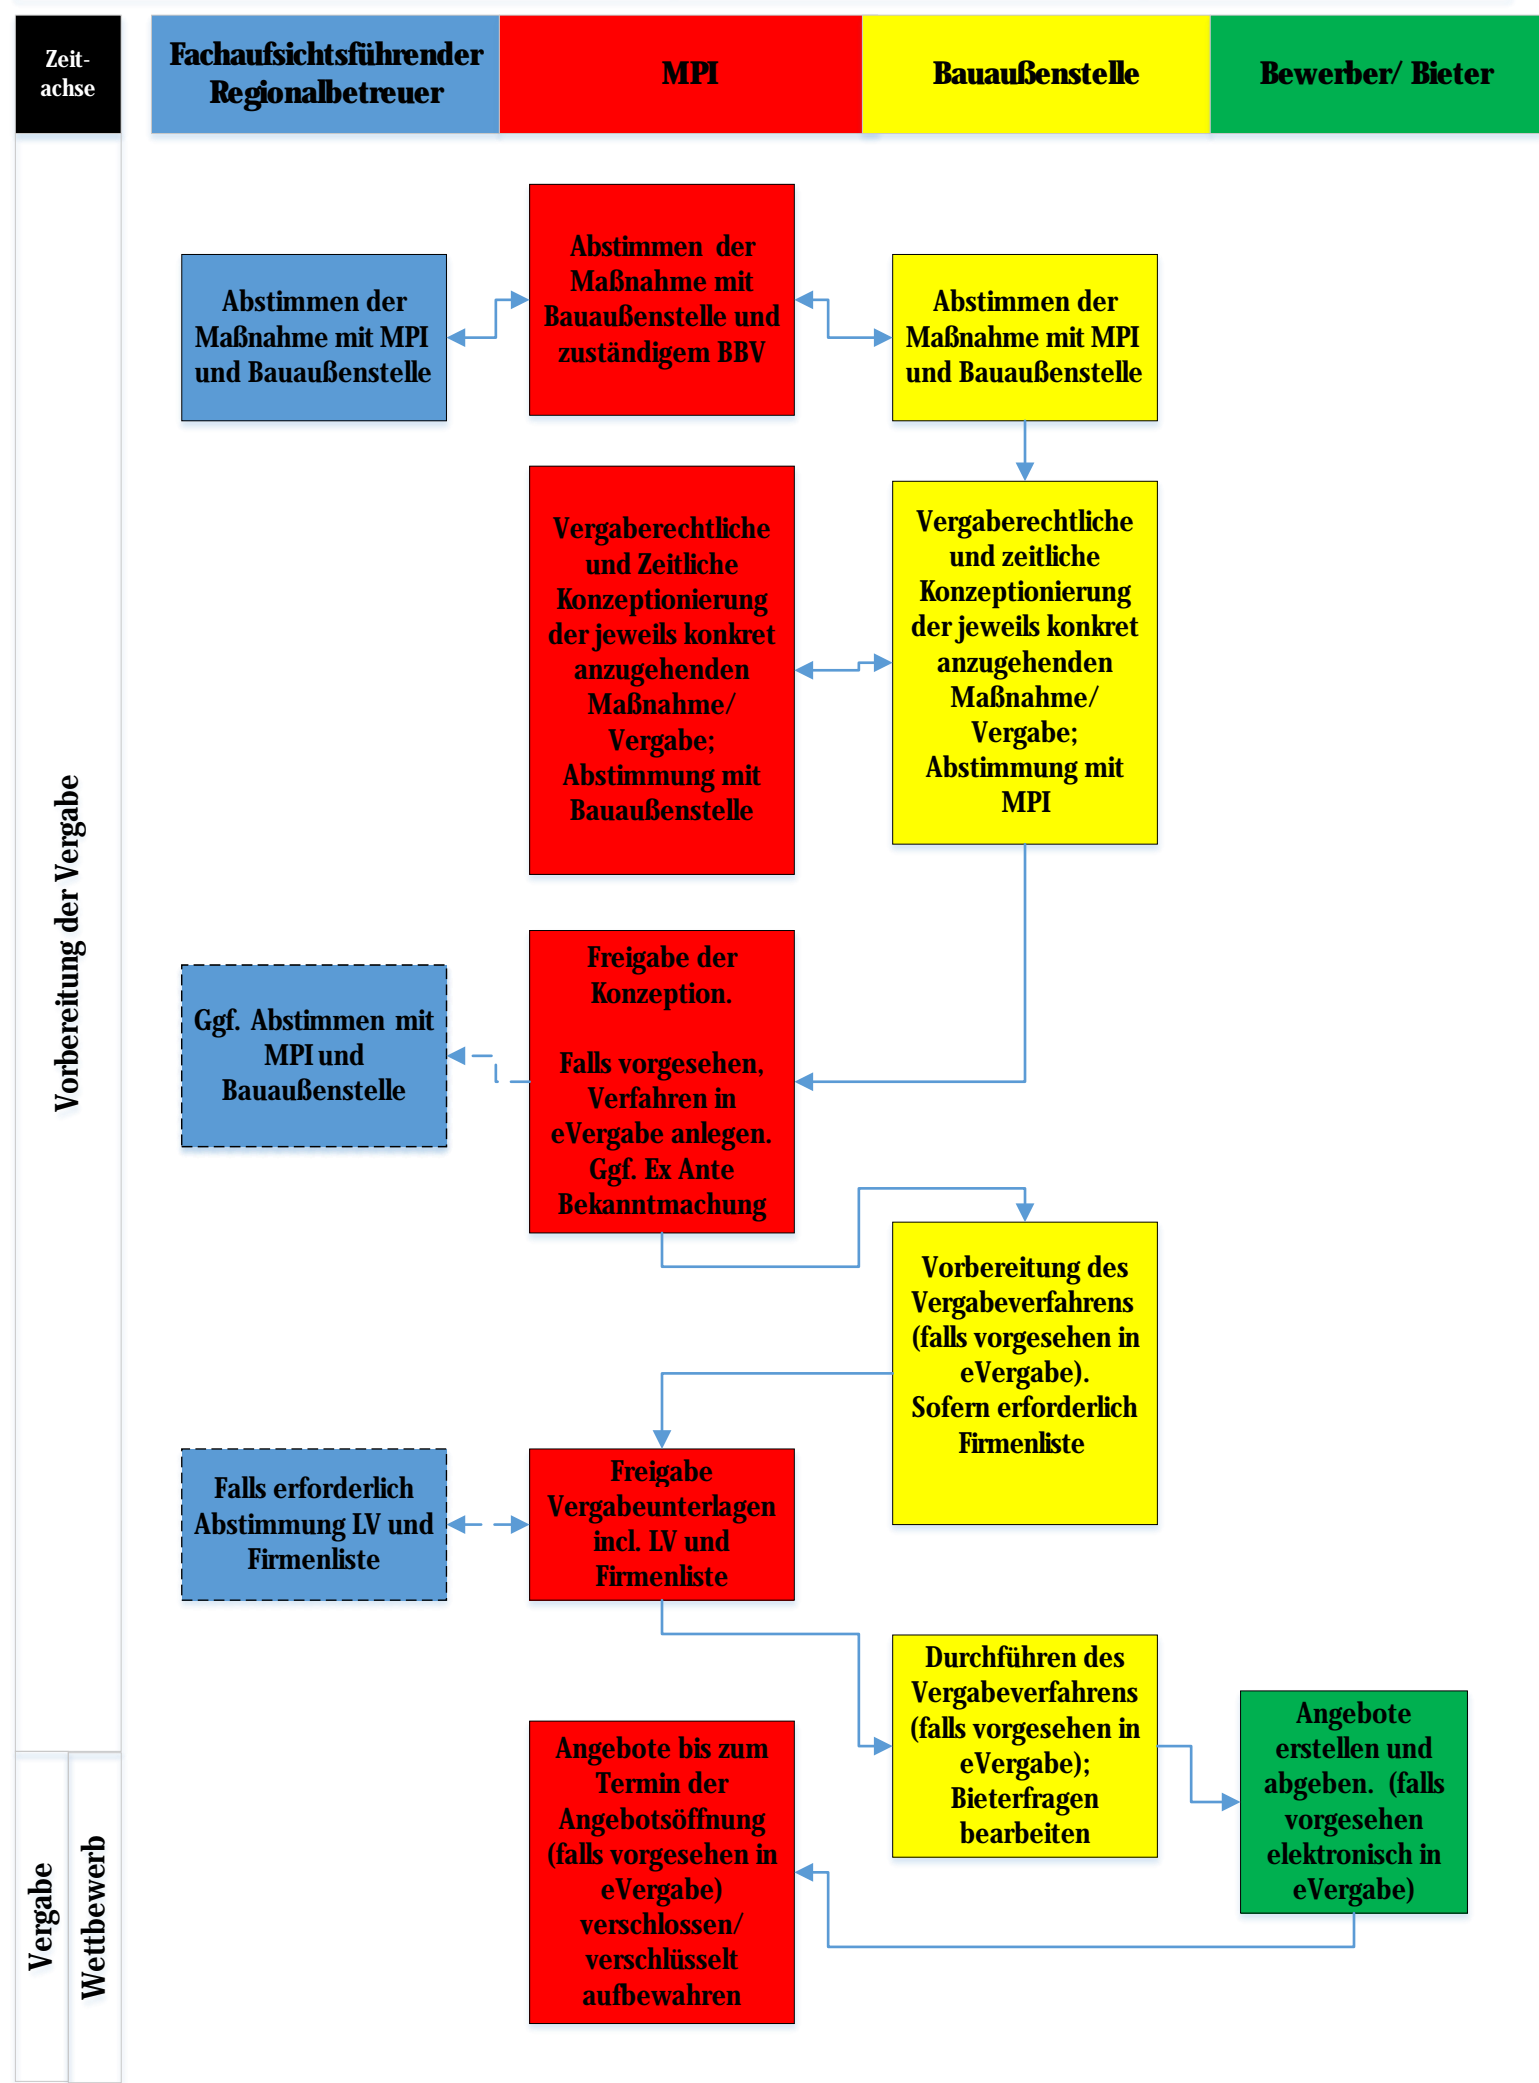 Zeit-
achse
Fachaufsichtsführender
Regionalbetreuer
MPI
Bauaußenstelle
Bewerber/ Bieter
Vorbereitung der Vergabe
Abstimmen der
Maßnahme mit MPI
und Bauaußenstelle
Abstimmen der
Maßnahme mit
Bauaußenstelle und
zuständigem BBV
Abstimmen der
Maßnahme mit MPI
und Bauaußenstelle
Vergaberechtliche
und Zeitliche
Konzeptionierung
der jeweils konkret
anzugehenden
Maßnahme/
Vergabe;
Abstimmung mit
Bauaußenstelle
Vergaberechtliche
und zeitliche
Konzeptionierung
der jeweils konkret
anzugehenden
Maßnahme/
Vergabe;
Abstimmung mit
MPI
Ggf. Abstimmen mit
MPI und
Bauaußenstelle
Freigabe der
Konzeption.
Falls vorgesehen,
Verfahren in
eVergabe anlegen.
Ggf. Ex Ante
Bekanntmachung
Vorbereitung des
Vergabeverfahrens
(falls vorgesehen in
eVergabe).
Sofern erforderlich
Firmenliste
Falls erforderlich
Abstimmung LV und
Firmenliste
Freigabe
Vergabeunterlagen
incl. LV und
Firmenliste
Durchführen des
Vergabeverfahrens
(falls vorgesehen in
eVergabe);
Bieterfragen
bearbeiten
Angebote
erstellen und
abgeben. (falls
vorgesehen
elektronisch in
eVergabe)
Angebote bis zum
Termin der
Angebotsöffnung
(falls vorgesehen in
eVergabe)
verschlossen/
verschlüsselt
aufbewahren
Vergabe
Wettbewerb